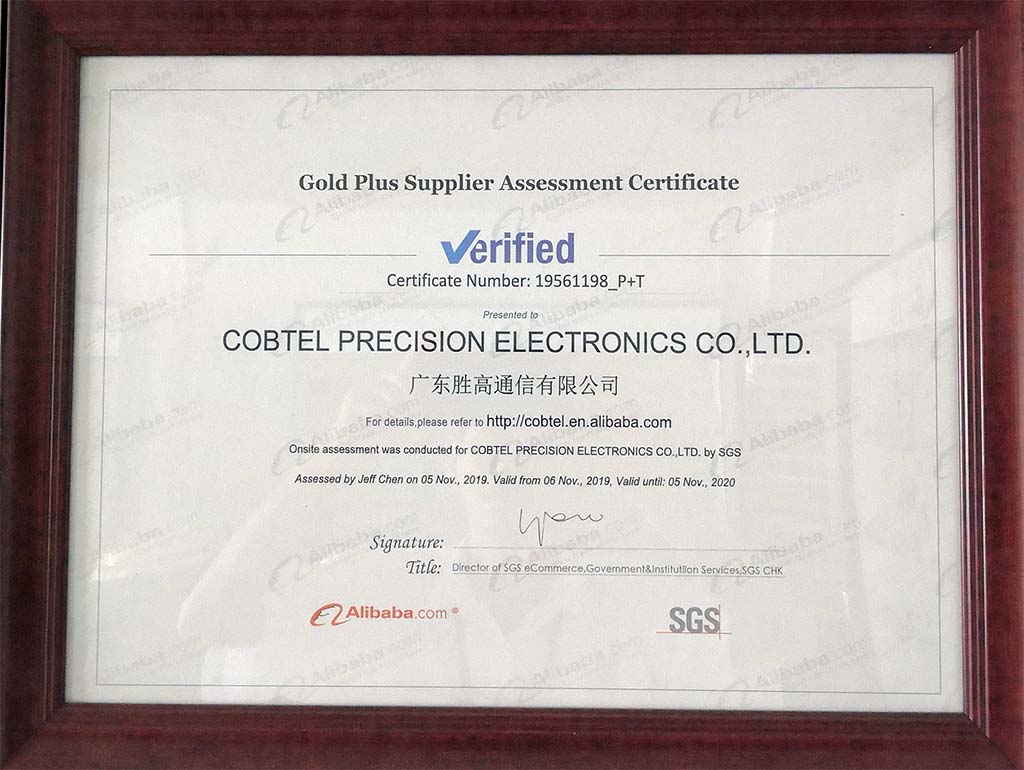 Gold Plus Supplier Assessment Certificate
Verified
Certificate Number: 19561198_P+T
Presented to
COBTEL PRECISION ELECTRONICS CO.,LTD.
广东胜高通信有限公司
For details,please refer to http://cobtel.en.alibaba.com
Onsite assessment was conducted for COBTEL PRECISION ELECTRONICS CO.,LTD. by SGS
Assessed by Jeff Chen on 05 Nov., 2019. Valid from 06 Nov., 2019, Valid until: 05 Nov., 2020
Signature:
Title: Director of SGS eCommerce,Government&Institutilon Services,SGS CHK
Alibaba.com ®
SGS